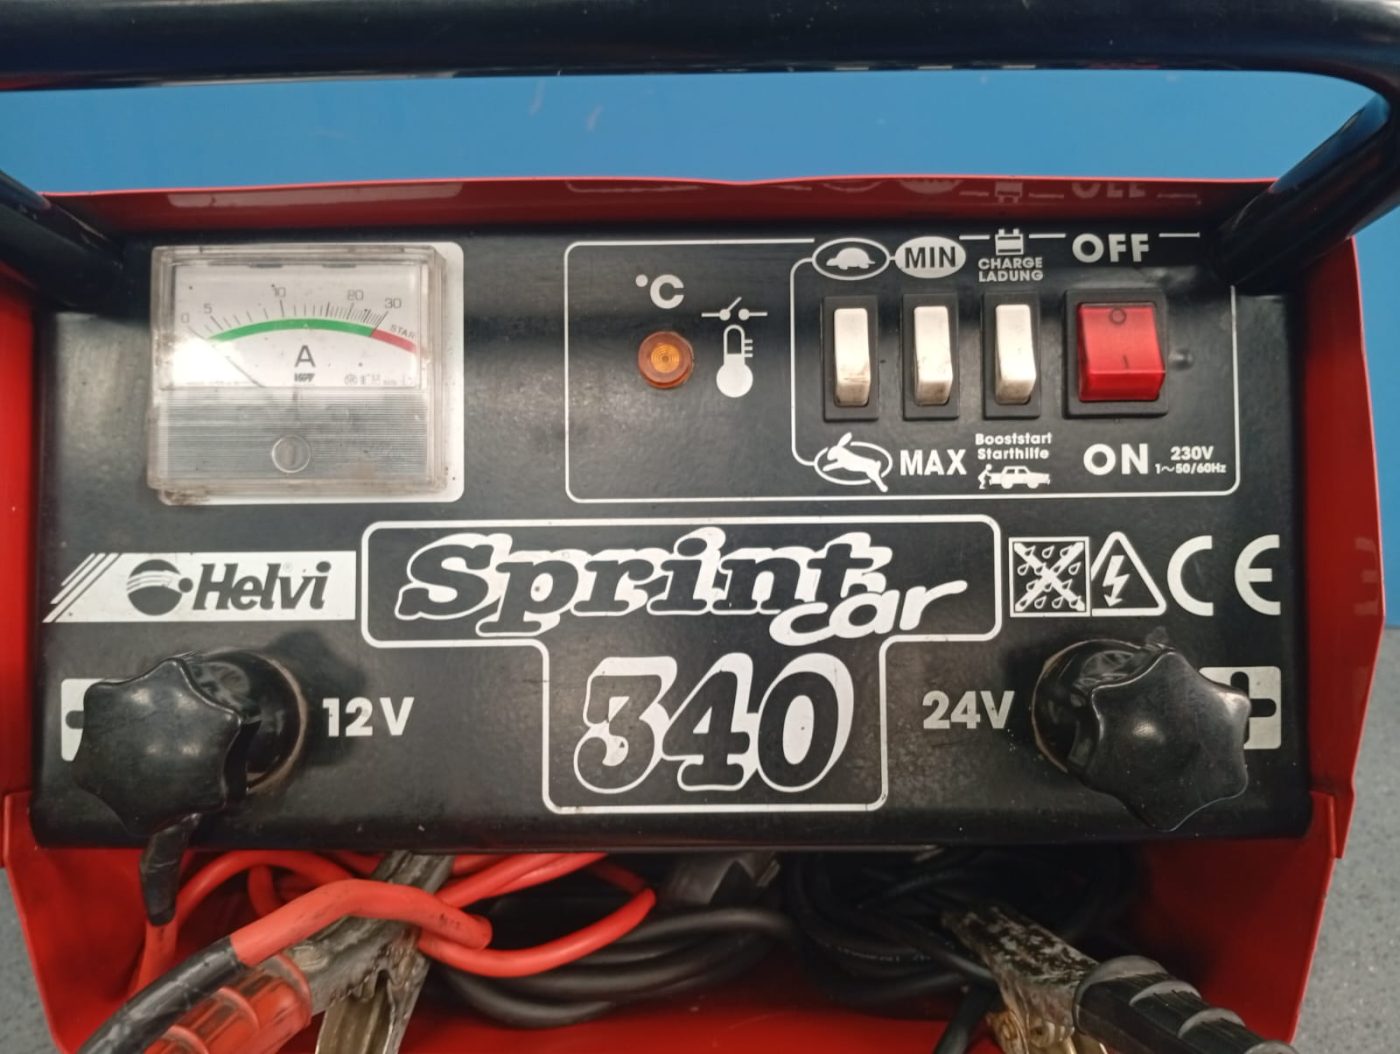 0 5 10 20 30
START
A
°C
MIN
CHARGE
LADUNG
OFF
MAX
Booststart
Starthilfe
ON
230V
1~50/60Hz
Helvi
Sprint
car
340
CE
12V
24V